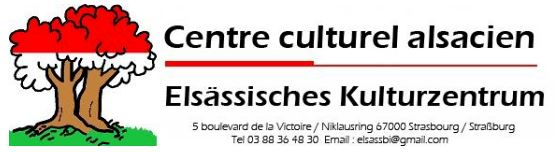 Centre culturel alsacien
Elsässisches Kulturzentrum
5 boulevard de la Victoire / Niklausring 67000 Strasbourg / Straßburg
Tel 03 88 36 48 30 Email : elsassbi@gmail.com